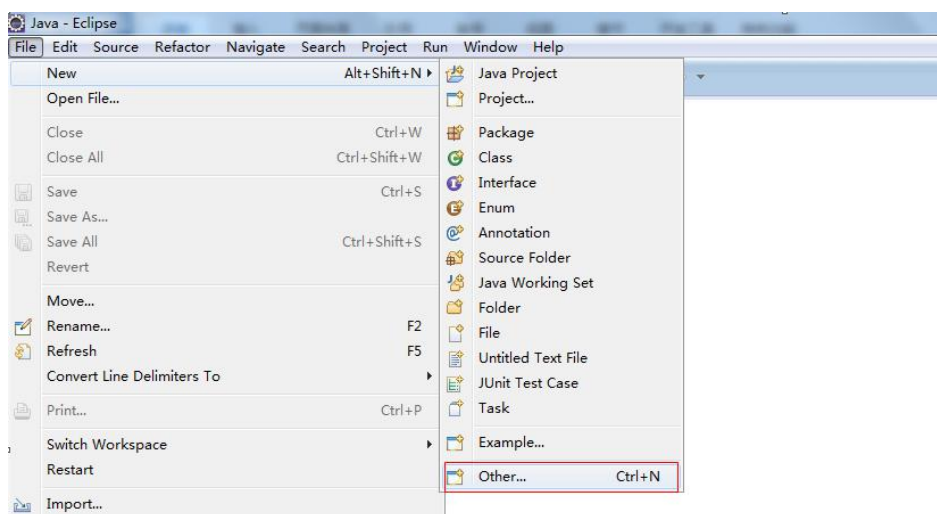 Java - Eclipse
File Edit Source Refactor Navigate Search Project Run Window Help
New Alt+Shift+N
Open File...
Close Ctrl+W
Close All Ctrl+Shift+W
Save Ctrl+S
Save As...
Save All Ctrl+Shift+S
Revert
Move...
Rename... F2
Refresh F5
Convert Line Delimiters To
Print... Ctrl+P
Switch Workspace
Restart
Import...
Java Project
Project...
Package
Class
Interface
Enum
Annotation
Source Folder
Java Working Set
Folder
File
Untitled Text File
JUnit Test Case
Task
Example...
Other... Ctrl+N